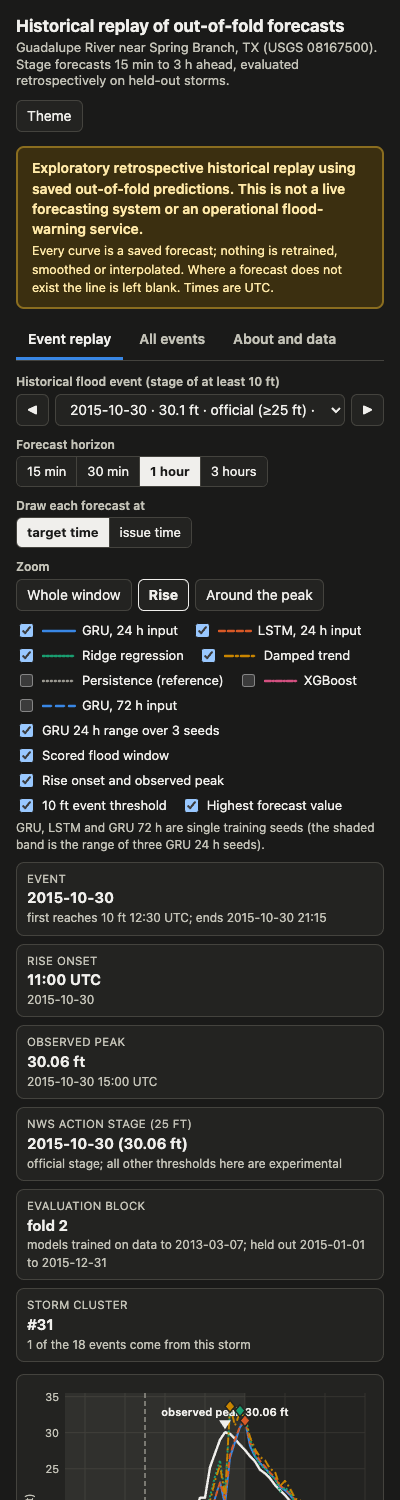 Historical replay of out-of-fold forecasts
Guadalupe River near Spring Branch, TX (USGS 08167500).
Stage forecasts 15 min to 3 h ahead, evaluated
retrospectively on held-out storms.
Theme
Exploratory retrospective historical replay using
saved out-of-fold predictions. This is not a live
forecasting system or an operational flood-
warning service.
Every curve is a saved forecast; nothing is retrained,
smoothed or interpolated. Where a forecast does not
exist the line is left blank. Times are UTC.
Event replay All events About and data
Historical flood event (stage of at least 10 ft)
◀ 2015-10-30 · 30.1 ft · official (≥25 ft) · ▶
Forecast horizon
15 min 30 min 1 hour 3 hours
Draw each forecast at
target time issue time
Zoom
Whole window Rise Around the peak
GRU, 24 h input LSTM, 24 h input
Ridge regression Damped trend
Persistence (reference) XGBoost
GRU, 72 h input
GRU 24 h range over 3 seeds
Scored flood window
Rise onset and observed peak
10 ft event threshold Highest forecast value
GRU, LSTM and GRU 72 h are single training seeds (the shaded
band is the range of three GRU 24 h seeds).
EVENT
2015-10-30
first reaches 10 ft 12:30 UTC; ends 2015-10-30 21:15
RISE ONSET
11:00 UTC
2015-10-30
OBSERVED PEAK
30.06 ft
2015-10-30 15:00 UTC
NWS ACTION STAGE (25 FT)
2015-10-30 (30.06 ft)
official stage; all other thresholds here are experimental
EVALUATION BLOCK
fold 2
models trained on data to 2013-03-07; held out 2015-01-01
to 2015-12-31
STORM CLUSTER
#31
1 of the 18 events come from this storm
35
observed peak 30.06 ft
30
25